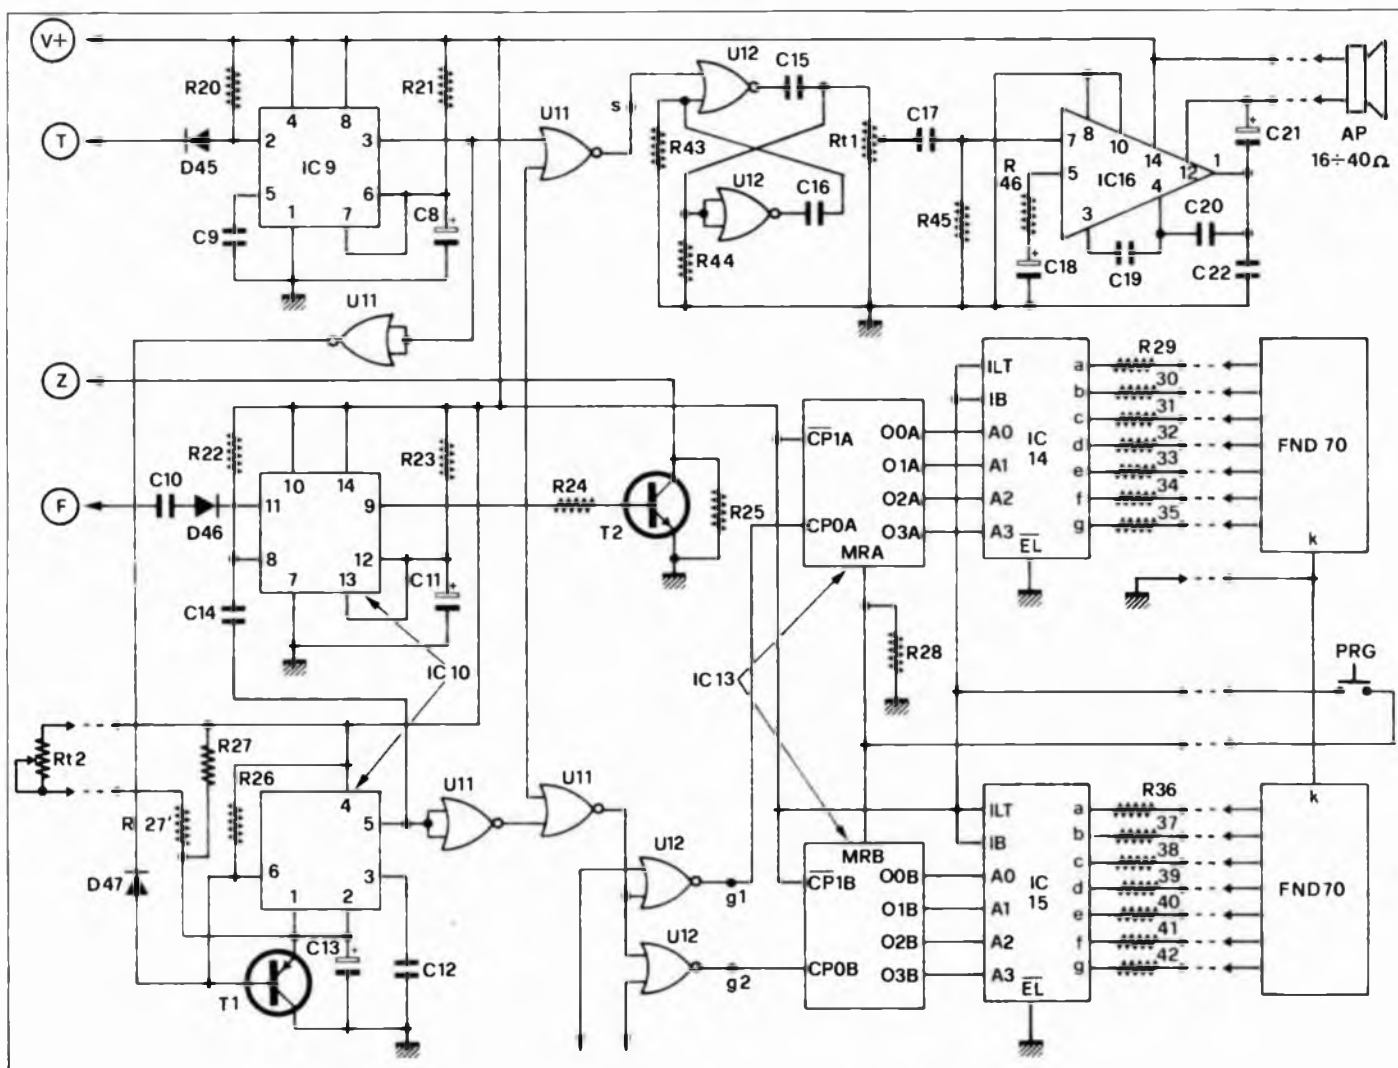 V+
R20
R21
U11
U12
C15
S
T
D45
2
4
8
3
IC 9
5
6
1
7
C8
C9
R43
R44
U12
C16
Rt1
C17
R45
R 46
C18
7
5
8
10
IC16
3
4
14
12
1
C19
C20
C21
C22
AP
16÷40Ω
U11
Z
R22
R23
C10
F
D46
10
14
11
9
8
12
7
13
C11
C14
R24
T2
R25
CP1A
O0A
O1A
O2A
CP0A
O3A
MRA
ILT
IB
A0
A1
A2
A3
EL
IC 14
a
b
c
d
e
f
g
R29
30
31
32
33
34
35
FND 70
k
IC10
IC13
R28
PRG
Rt2
R27
R26
R 27'
4
5
6
3
1
2
D47
T1
C13
C12
U11
U11
U12
g1
U12
g2
MRB
CP1B
O0B
O1B
O2B
CP0B
O3B
ILT
IB
A0
A1
A2
A3
EL
IC 15
a
b
c
d
e
f
g
R36
37
38
39
40
41
42
k
FND70